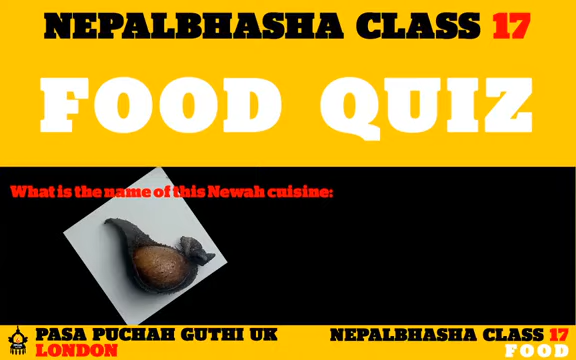 NEPALBHASHA CLASS 17
FOOD QUIZ
What is the name of this Newah cuisine:
PASA PUCHAH GUTHI UK
LONDON
NEPALBHASHA CLASS 17
FOOD